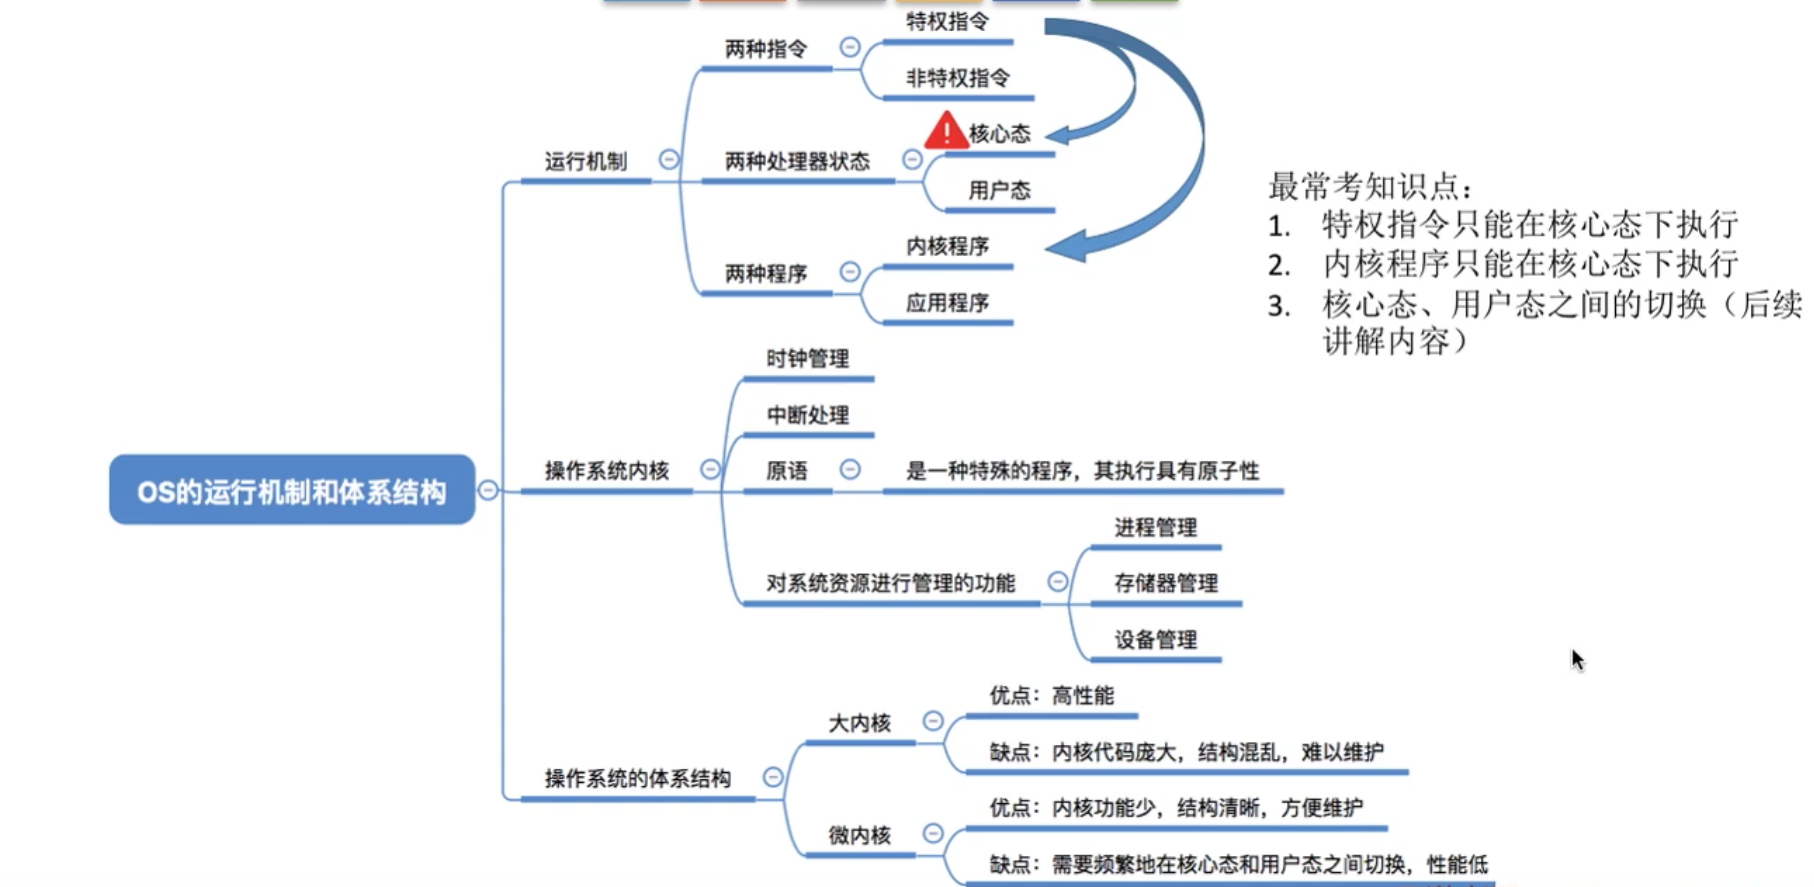 特权指令
两种指令
非特权指令
核心态
运行机制
两种处理器状态
用户态
内核程序
两种程序
应用程序
最常考知识点：
1. 特权指令只能在核心态下执行
2. 内核程序只能在核心态下执行
3. 核心态、用户态之间的切换（后续
讲解内容）
时钟管理
中断处理
操作系统内核
原语
是一种特殊的程序，其执行具有原子性
OS的运行机制和体系结构
进程管理
对系统资源进行管理的功能
存储器管理
设备管理
优点：高性能
大内核
缺点：内核代码庞大，结构混乱，难以维护
操作系统的体系结构
优点：内核功能少，结构清晰，方便维护
微内核
缺点：需要频繁地在核心态和用户态之间切换，性能低